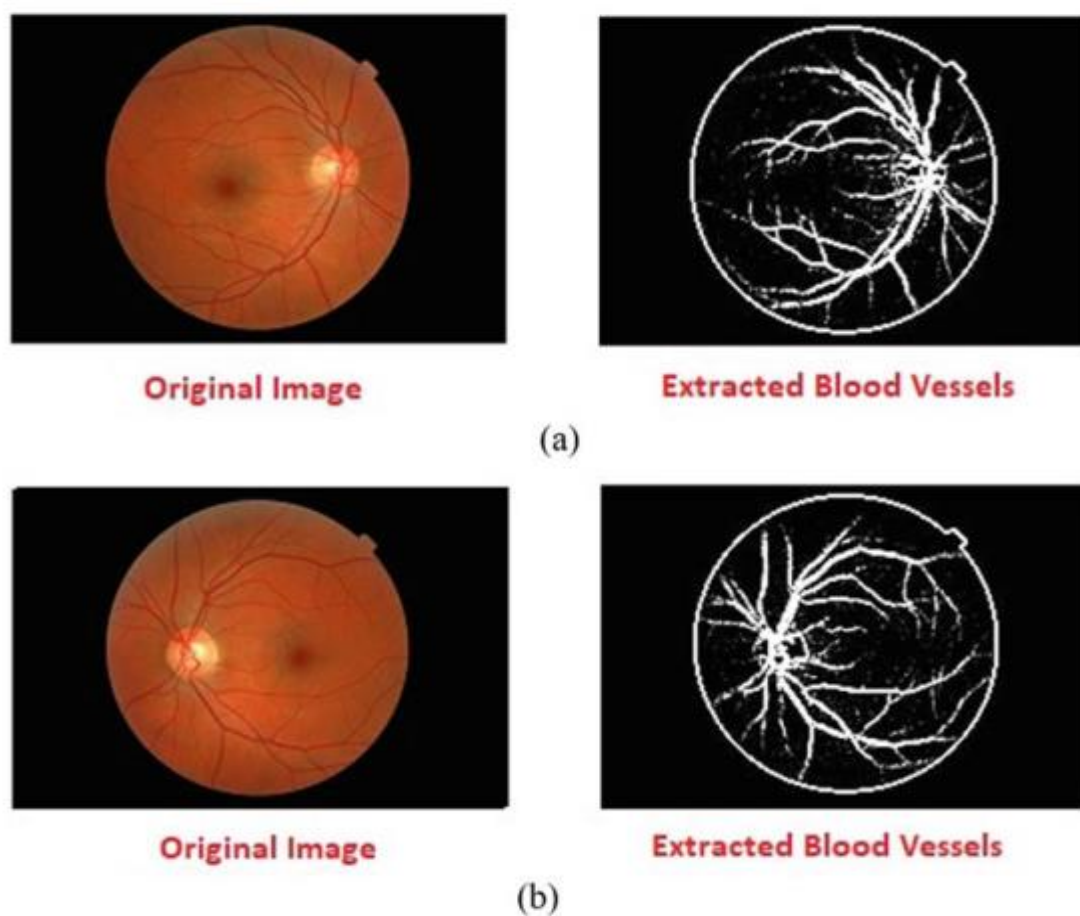 Original Image
Extracted Blood Vessels
(a)
Original Image
Extracted Blood Vessels
(b)